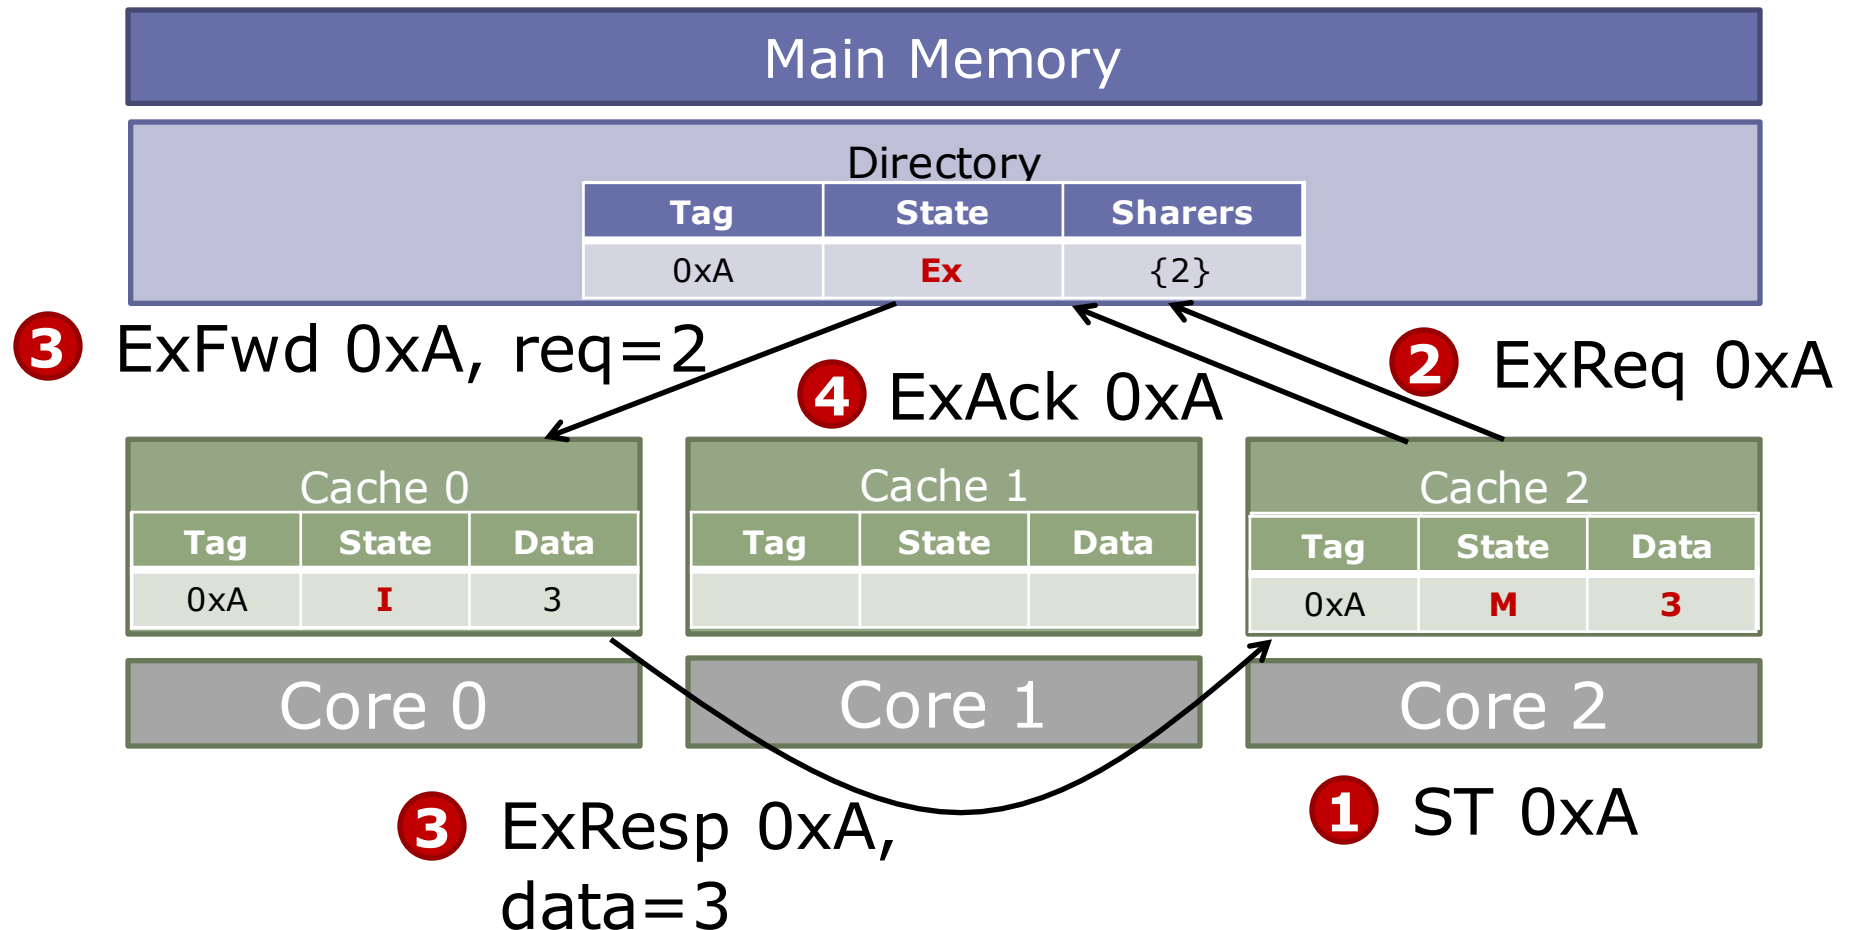 Main Memory
Directory
Tag State Sharers
0xA Ex {2}
3 ExFwd 0xA, req=2
4 ExAck 0xA
2 ExReq 0xA
Cache 0
Tag State Data
0xA I 3
Cache 1
Tag State Data
Cache 2
Tag State Data
0xA M 3
Core 0
Core 1
Core 2
3 ExResp 0xA,
data=3
1 ST 0xA